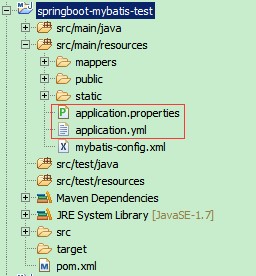 springboot-mybatis-test
src/main/java
src/main/resources
mappers
public
static
application.properties
application.yml
mybatis-config.xml
src/test/java
src/test/resources
Maven Dependencies
JRE System Library [JavaSE-1.7]
src
target
pom.xml